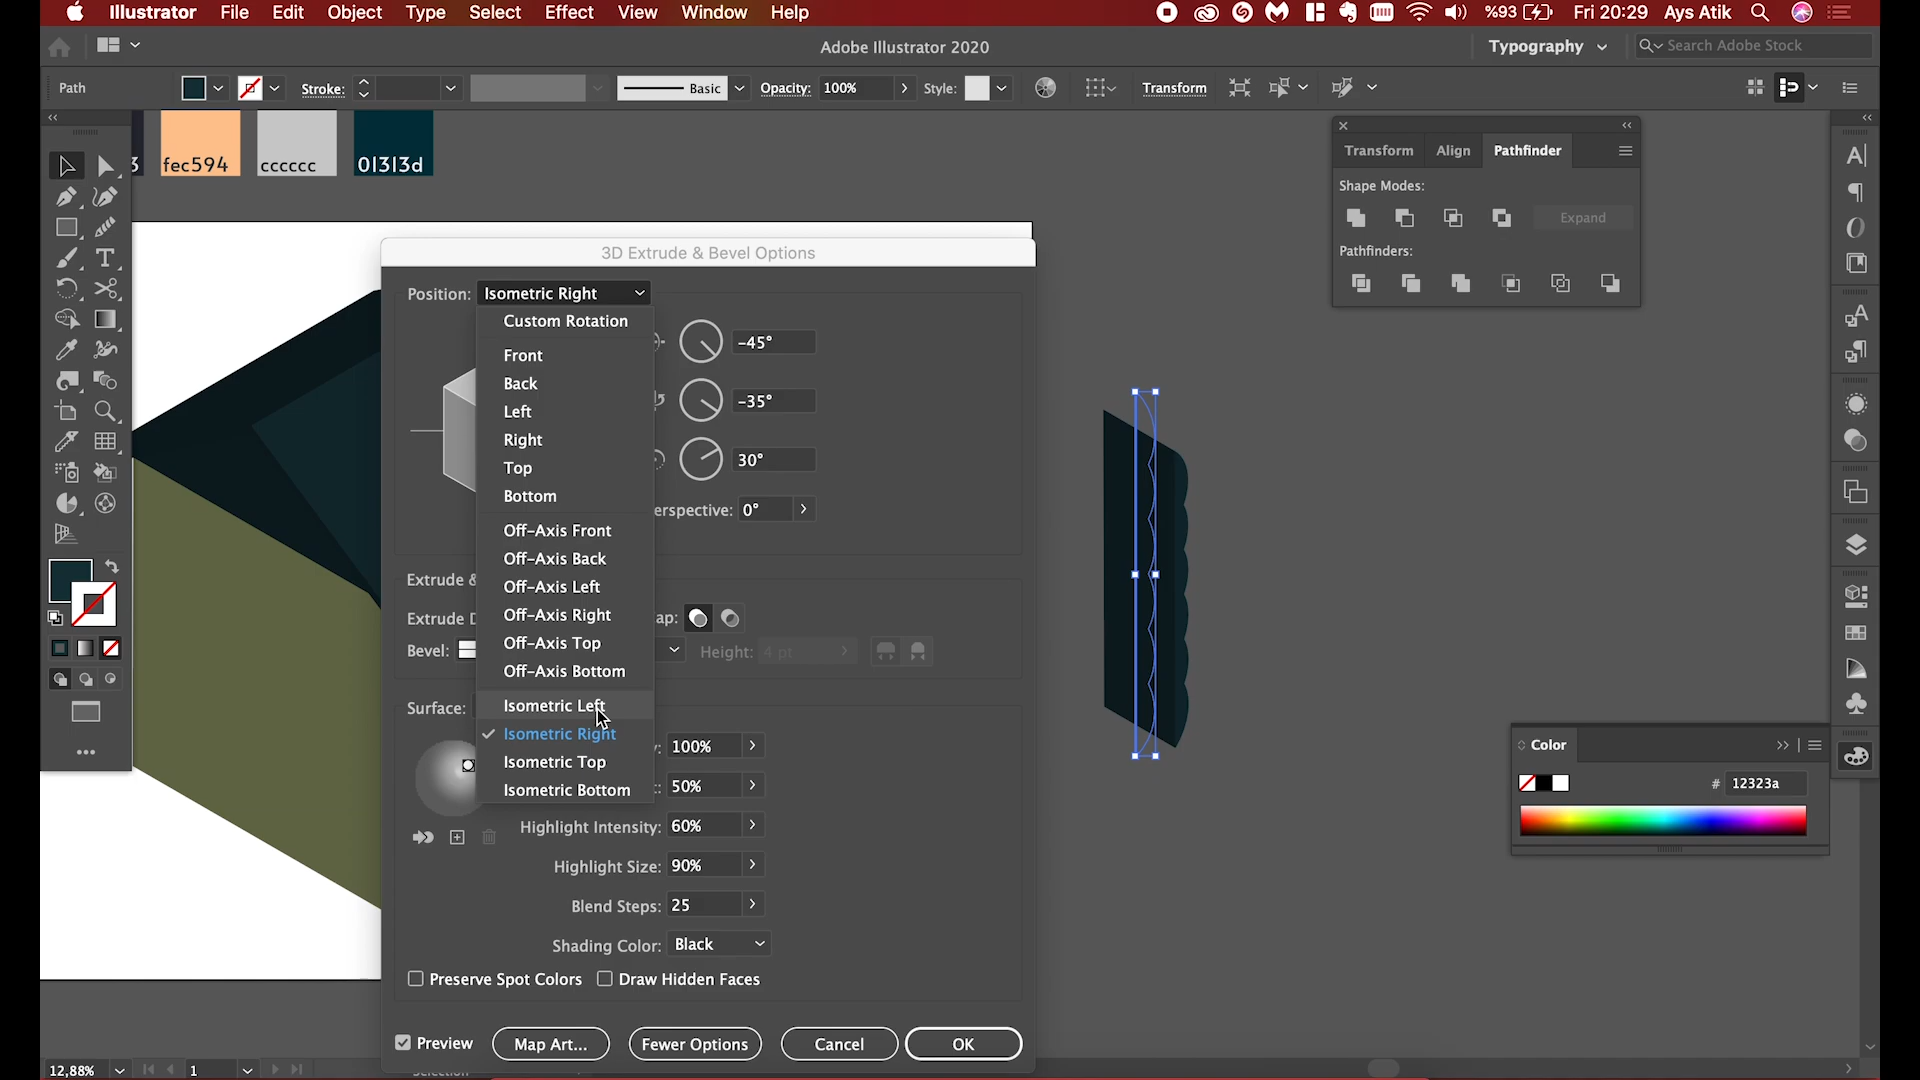 Illustrator File Edit Object Type Select Effect View Window Help
%93 Fri 20:29 Ays Atik
Adobe Illustrator 2020
Typography
Search Adobe Stock
Path
Stroke:
Basic
Opacity: 100%
Style:
Transform
3
fec594
cccccc
01313d
Transform Align Pathfinder
Shape Modes:
Expand
Pathfinders:
3D Extrude & Bevel Options
Position: Isometric Right
Custom Rotation
Front
Back
Left
Right
Top
Bottom
Off-Axis Front
Off-Axis Back
Off-Axis Left
Off-Axis Right
Off-Axis Top
Off-Axis Bottom
Isometric Left
Isometric Right
Isometric Top
Isometric Bottom
-45°
-35°
30°
erspective: 0°
Extrude &
Extrude D
ap:
Bevel:
Height: 4 pt
Surface:
100%
50%
Highlight Intensity: 60%
Highlight Size: 90%
Blend Steps: 25
Shading Color: Black
Preserve Spot Colors Draw Hidden Faces
Preview Map Art... Fewer Options Cancel OK
Color
# 12323a
12,88% 1
Selection